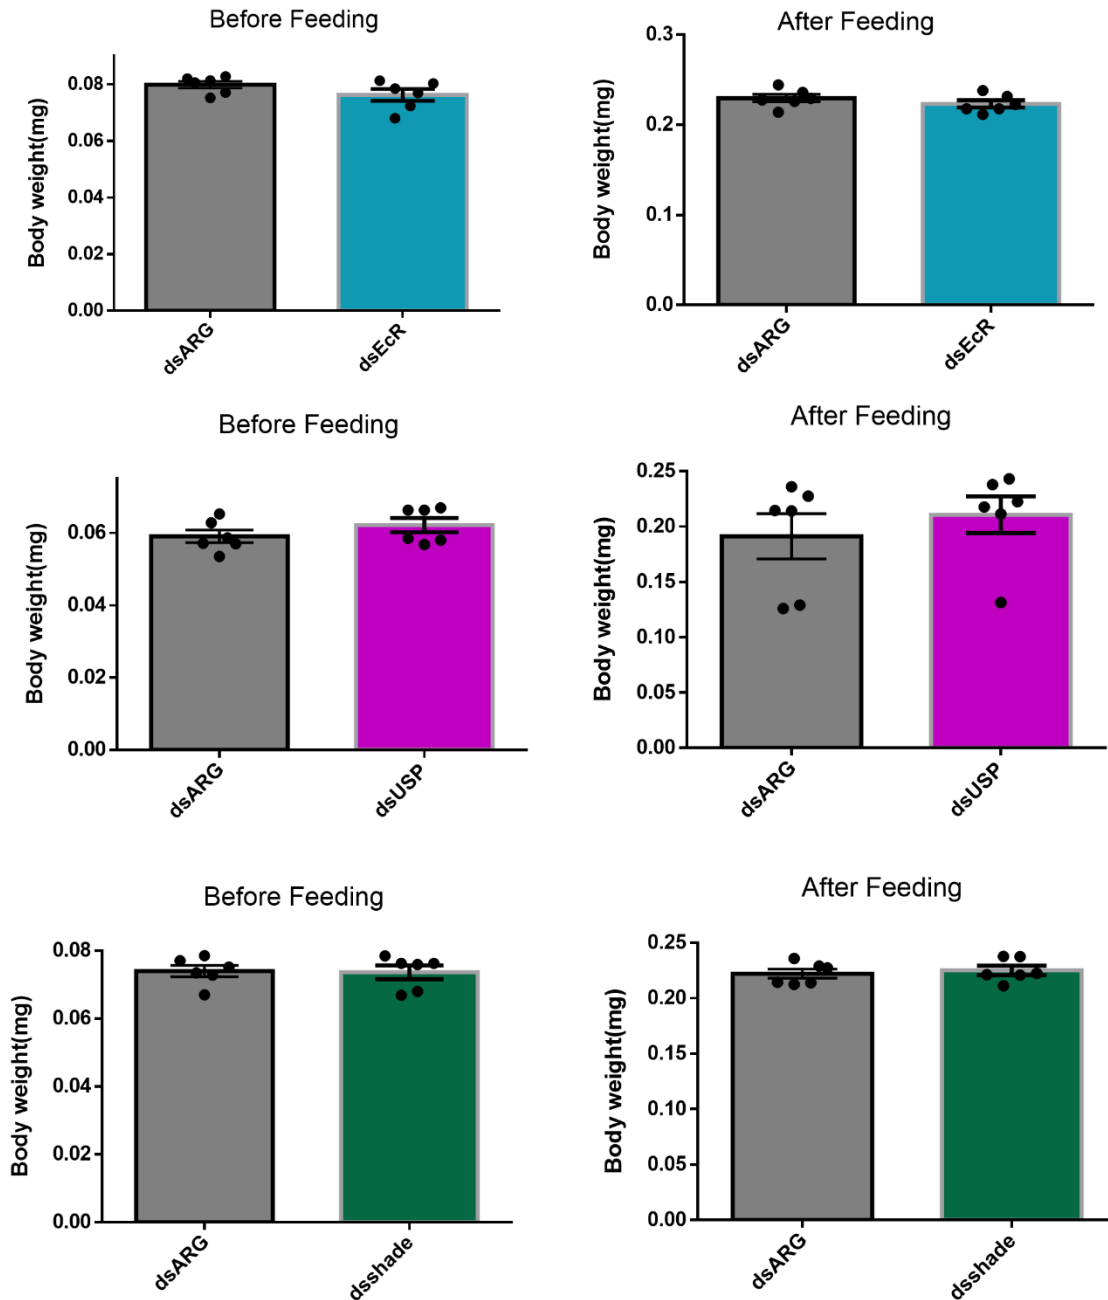 Before Feeding
Body weight(mg)
0.08
0.06
0.04
0.02
0.00
dsARG
dsEcR
After Feeding
Body weight(mg)
0.3
0.2
0.1
0.0
dsARG
dsEcR
Before Feeding
Body weight(mg)
0.06
0.04
0.02
0.00
dsARG
dsUSP
After Feeding
Body weight(mg)
0.25
0.20
0.15
0.10
0.05
0.00
dsARG
dsUSP
Before Feeding
Body weight(mg)
0.08
0.06
0.04
0.02
0.00
dsARG
dsshade
After Feeding
Body weight(mg)
0.25
0.20
0.15
0.10
0.05
0.00
dsARG
dsshade